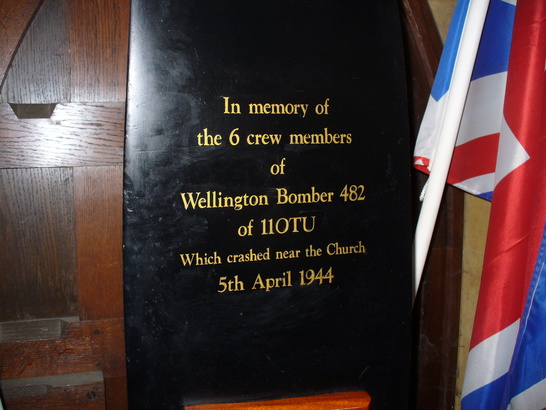 In memory of
the 6 crew members
of
Wellington Bomber 482
of 11OTU
Which crashed near the Church
5th April 1944